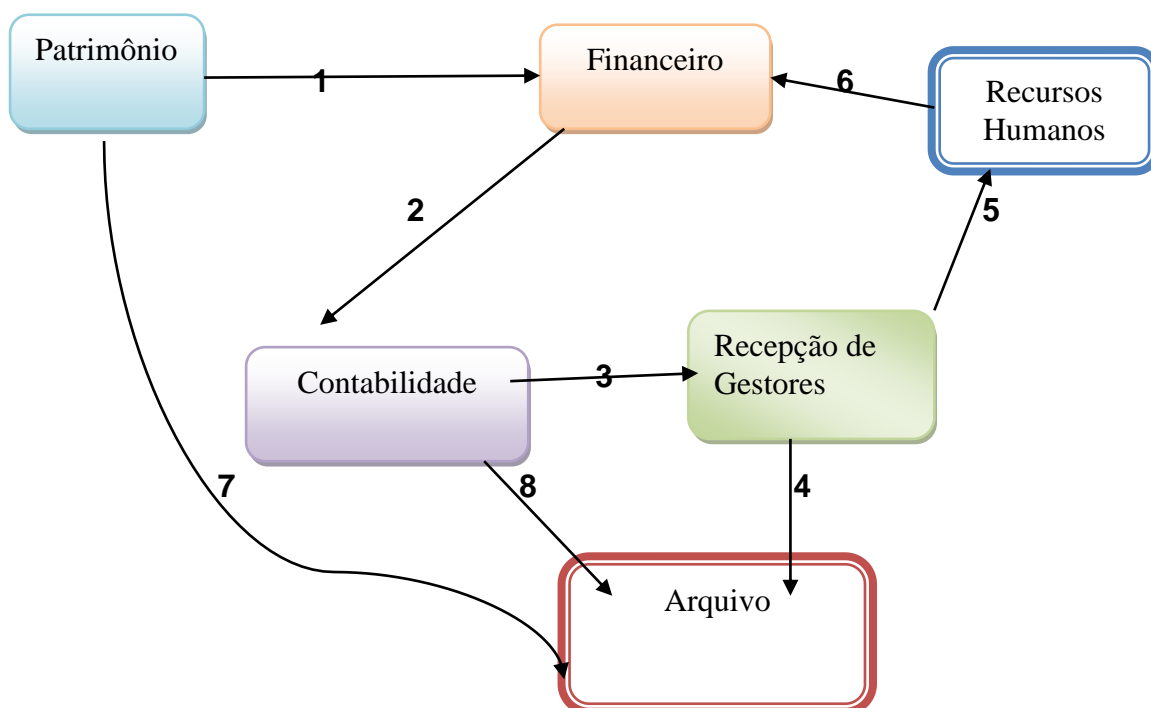 Patrimônio
1
Financeiro
6
Recursos
Humanos
2
5
Contabilidade
3
Recepção de
Gestores
7
8
4
Arquivo